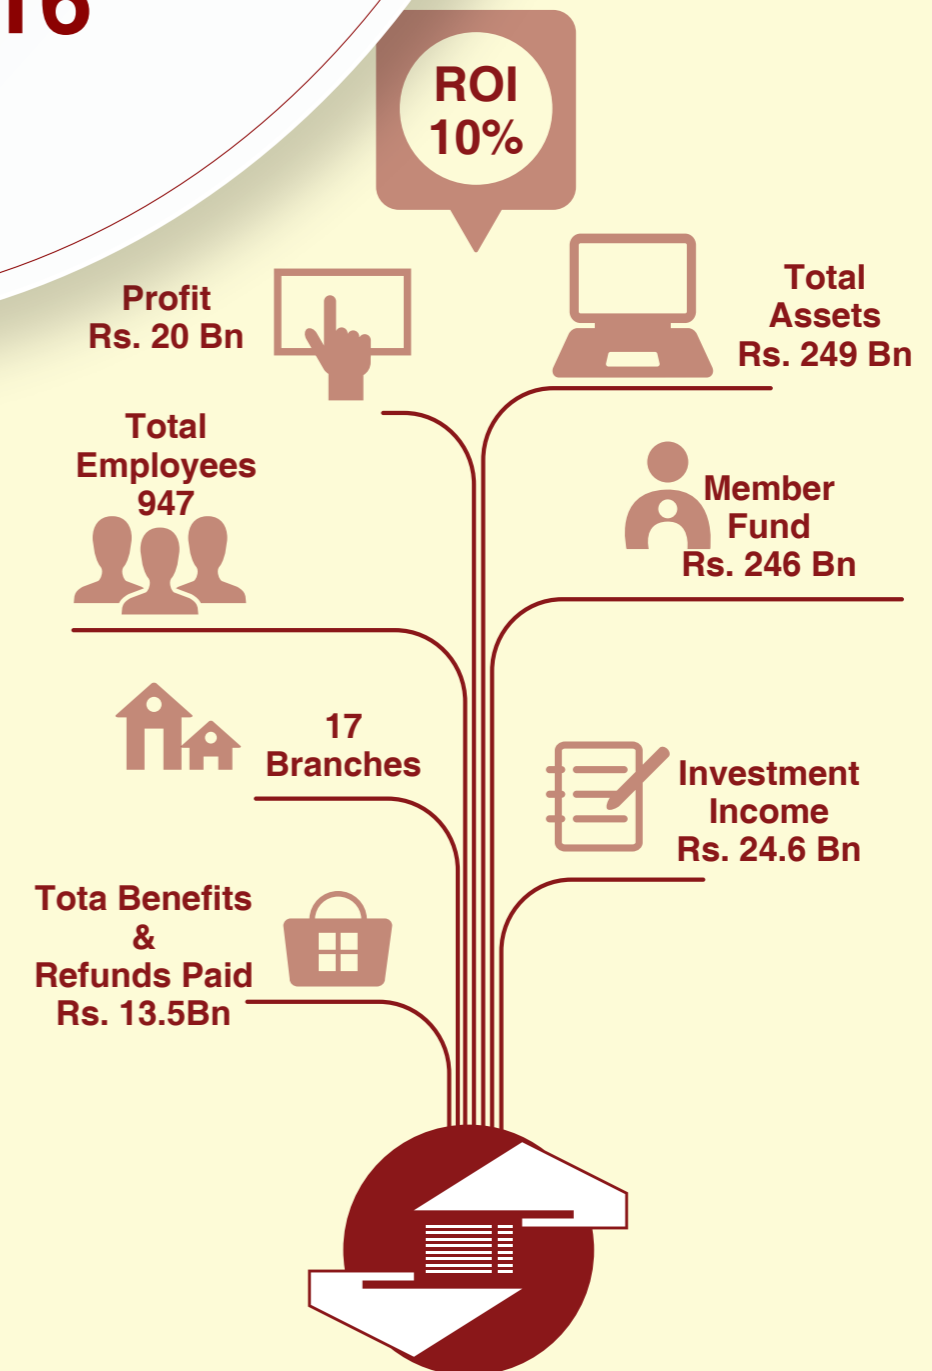 16
ROI
10%
Profit
Rs. 20 Bn
Total
Assets
Rs. 249 Bn
Total
Employees
947
Member
Fund
Rs. 246 Bn
17
Branches
Investment
Income
Rs. 24.6 Bn
Tota Benefits
&
Refunds Paid
Rs. 13.5Bn